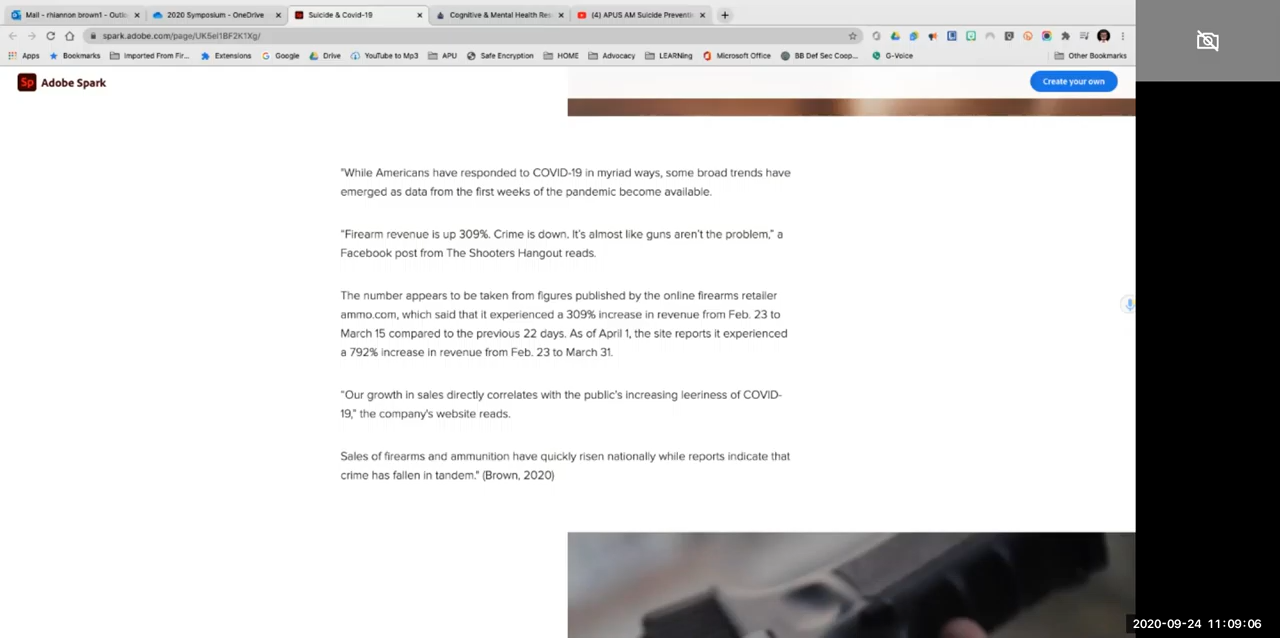 Mail - rhiannon brown1 - Outlo
2020 Symposium - OneDrive
Suicide & Covid-19
Cognitive & Mental Health Res
(4) APUS AM Suicide Preventi
spark.adobe.com/page/UK5eI1BF2K1Xg/
Apps
Bookmarks
Imported From Fir...
Extensions
Google
Drive
YouTube to Mp3
APU
Safe Encryption
HOME
Advocacy
LEARNing
Microsoft Office
BB Def Sec Coop...
G-Voice
Other Bookmarks
Sp Adobe Spark
Create your own
"While Americans have responded to COVID-19 in myriad ways, some broad trends have
emerged as data from the first weeks of the pandemic become available.
"Firearm revenue is up 309%. Crime is down. It's almost like guns aren't the problem," a
Facebook post from The Shooters Hangout reads.
The number appears to be taken from figures published by the online firearms retailer
ammo.com, which said that it experienced a 309% increase in revenue from Feb. 23 to
March 15 compared to the previous 22 days. As of April 1, the site reports it experienced
a 792% increase in revenue from Feb. 23 to March 31.
"Our growth in sales directly correlates with the public's increasing leeriness of COVID-
19," the company's website reads.
Sales of firearms and ammunition have quickly risen nationally while reports indicate that
crime has fallen in tandem." (Brown, 2020)
2020-09-24 11:09:06